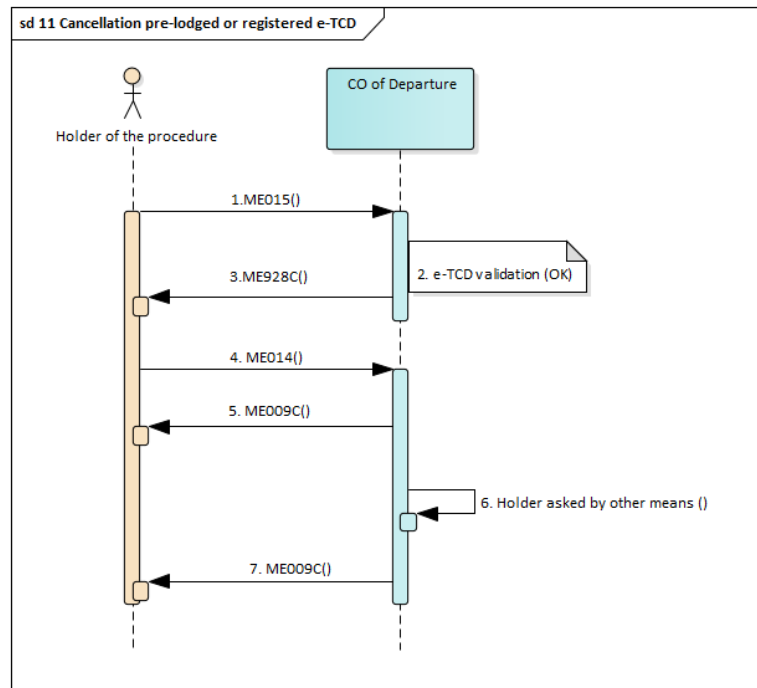 sd 11 Cancellation pre-lodged or registered e-TCD
CO of Departure
Holder of the procedure
1.ME015()
2. e-TCD validation (OK)
3.ME928C()
4. ME014()
5. ME009C()
6. Holder asked by other means ()
7. ME009C()